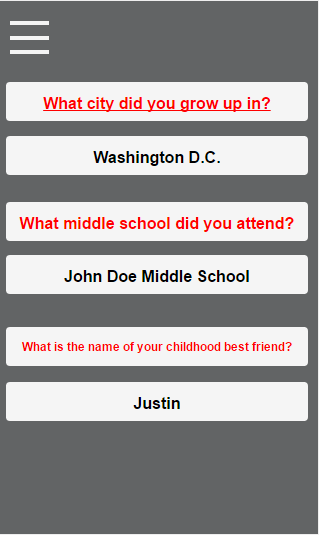 What city did you grow up in?
Washington D.C.
What middle school did you attend?
John Doe Middle School
What is the name of your childhood best friend?
Justin